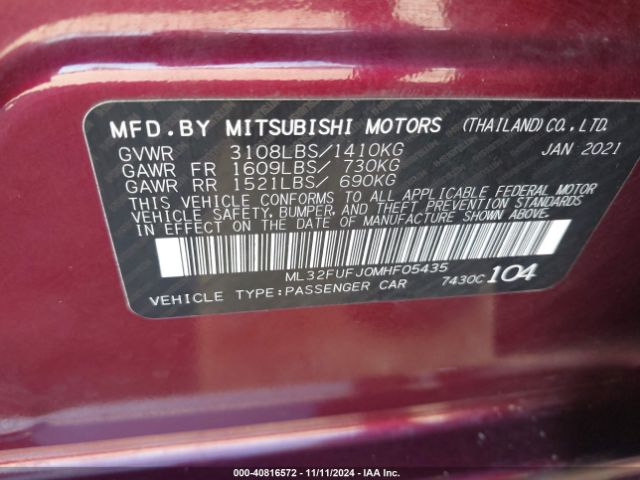 MFD.BY MITSUBISHI MOTORS (THAILAND)CO.,LTD.
GVWR 3108LBS/1410KG JAN 2021
GAWR FR 1609LBS/ 730KG
GAWR RR 1521LBS/ 690KG
THIS VEHICLE CONFORMS TO ALL APPLICABLE FEDERAL MOTOR
VEHICLE SAFETY, BUMPER, AND THEFT PREVENTION STANDARDS
IN EFFECT ON THE DATE OF MANUFACTURE SHOWN ABOVE.
ML32FUFJ0MHF05435
VEHICLE TYPE:PASSENGER CAR 7430C 104
000-40816572 - 11/11/2024 - IAA Inc.